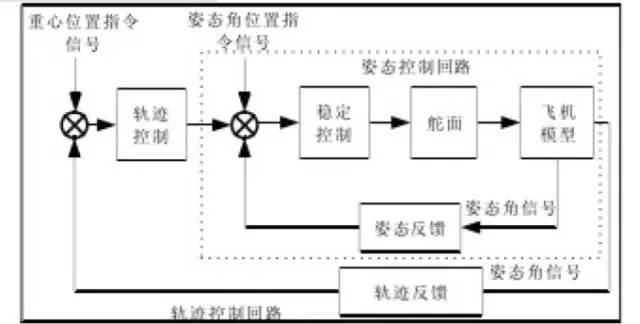 重心位置指令
信号
姿态角位置指
令信号
姿态控制回路
轨迹
控制
稳定
控制
舵面
飞机
模型
姿态角信号
姿态反馈
姿态角信号
轨迹反馈
轨迹控制回路